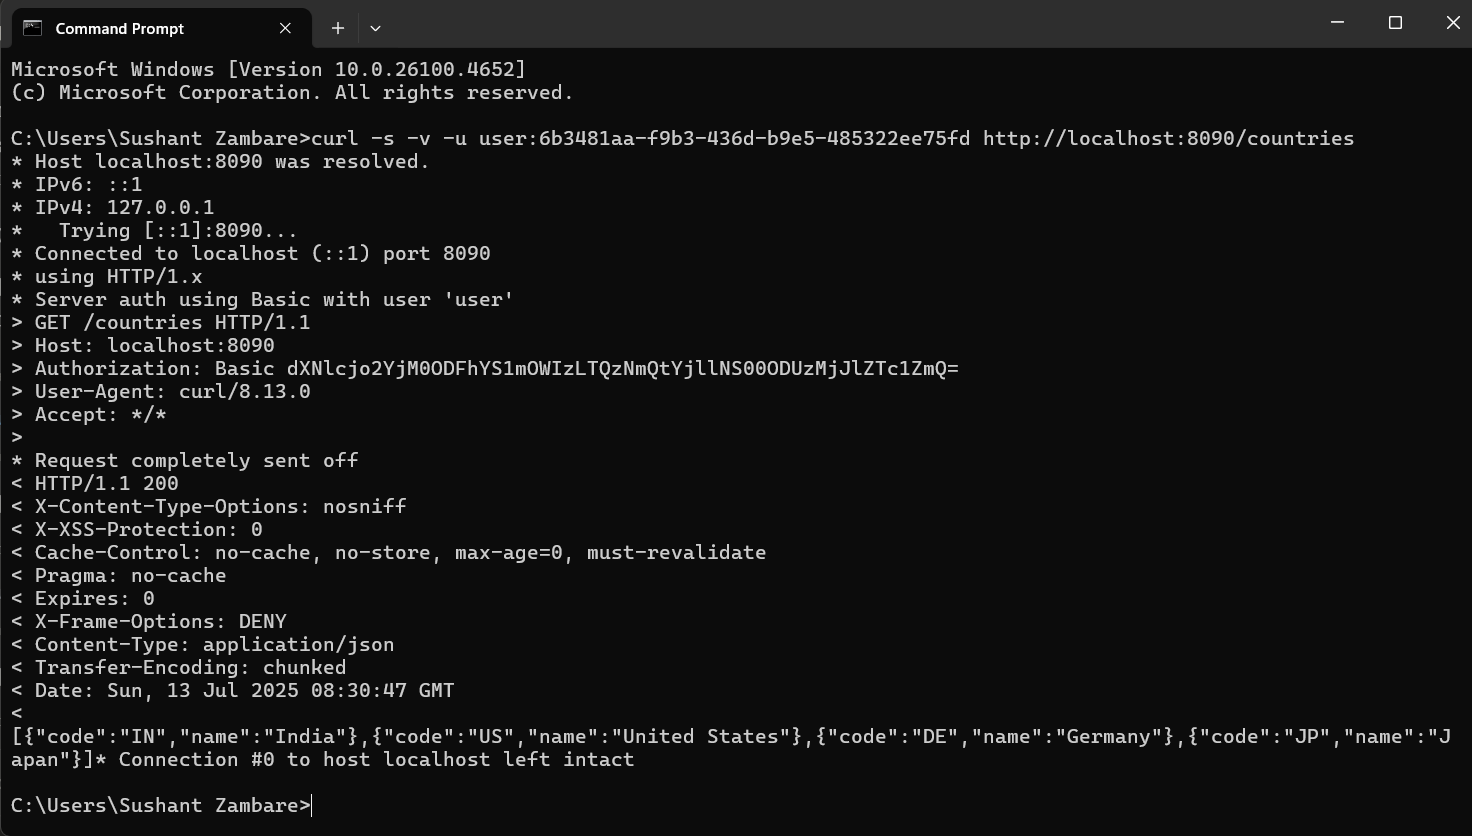 Command Prompt
Microsoft Windows [Version 10.0.26100.4652]
(c) Microsoft Corporation. All rights reserved.
C:\Users\Sushant Zambare>curl -s -v -u user:6b3481aa-f9b3-436d-b9e5-485322ee75fd http://localhost:8090/countries
* Host localhost:8090 was resolved.
* IPv6: ::1
* IPv4: 127.0.0.1
*   Trying [::1]:8090...
* Connected to localhost (::1) port 8090
* using HTTP/1.x
* Server auth using Basic with user 'user'
> GET /countries HTTP/1.1
> Host: localhost:8090
> Authorization: Basic dXNlcjo2YjM0ODFhYS1mOWIzLTQzNmQtYjllNS00ODUzMjJlZTc1ZmQ=
> User-Agent: curl/8.13.0
> Accept: */*
>
* Request completely sent off
< HTTP/1.1 200
< X-Content-Type-Options: nosniff
< X-XSS-Protection: 0
< Cache-Control: no-cache, no-store, max-age=0, must-revalidate
< Pragma: no-cache
< Expires: 0
< X-Frame-Options: DENY
< Content-Type: application/json
< Transfer-Encoding: chunked
< Date: Sun, 13 Jul 2025 08:30:47 GMT
<
[{"code":"IN","name":"India"},{"code":"US","name":"United States"},{"code":"DE","name":"Germany"},{"code":"JP","name":"J
apan"}]* Connection #0 to host localhost left intact
C:\Users\Sushant Zambare>